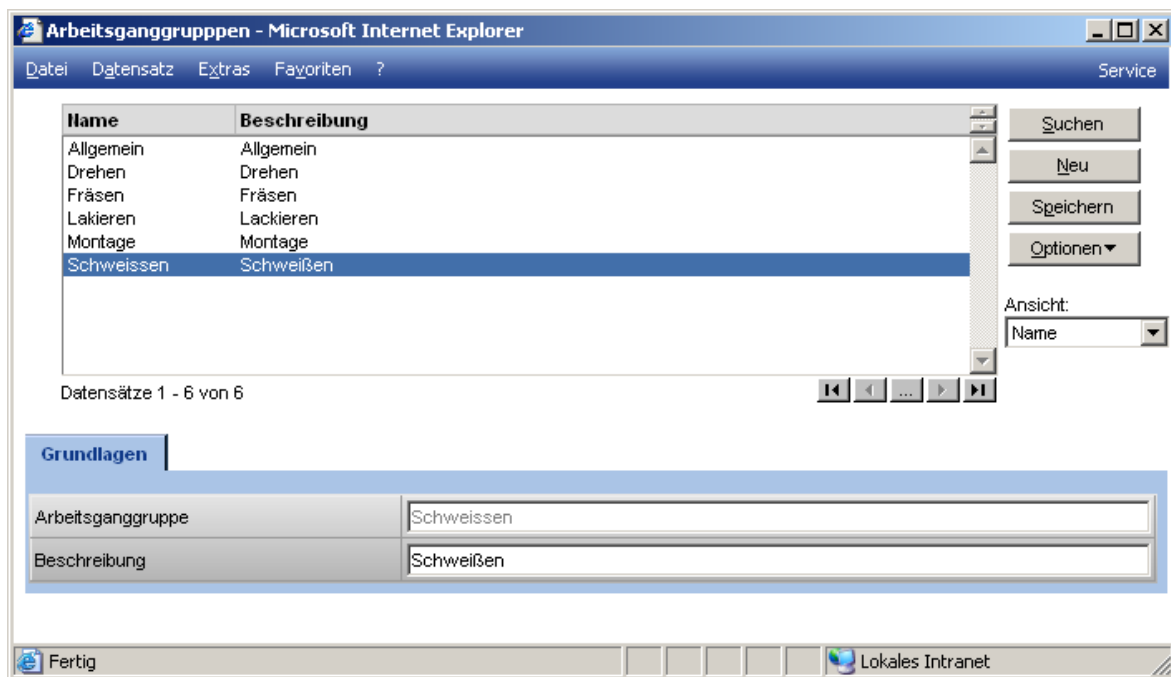 Arbeitsganggrupppen - Microsoft Internet Explorer
Datei Datensatz Extras Favoriten ? Service
Name Beschreibung
Allgemein Allgemein
Drehen Drehen
Fräsen Fräsen
Lakieren Lackieren
Montage Montage
Schweissen Schweißen
Suchen
Neu
Speichern
Optionen
Ansicht:
Name
Datensätze 1 - 6 von 6
...
Grundlagen
Arbeitsganggruppe Schweissen
Beschreibung Schweißen
Fertig Lokales Intranet